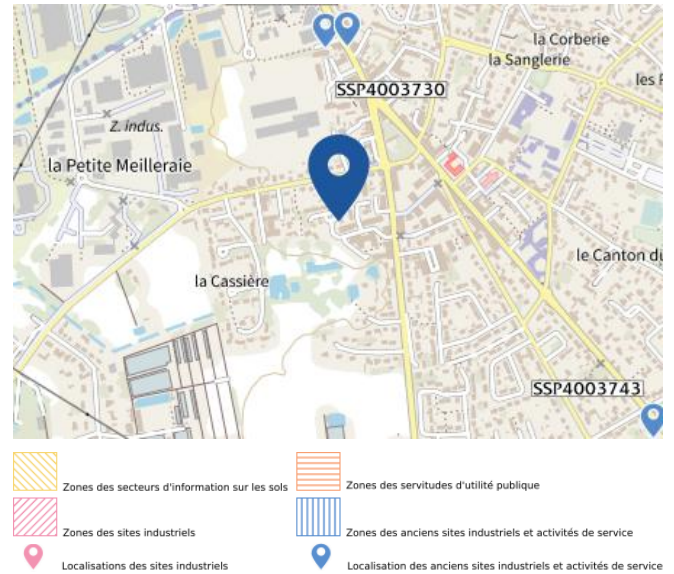 la Corberie
la Sanglerie
les
SSP4003730
Z. indus.
la Petite Meilleraie
le Canton du
la Cassière
SSP4003743
Zones des secteurs d'information sur les sols
Zones des servitudes d'utilité publique
Zones des sites industriels
Zones des anciens sites industriels et activités de service
Localisations des sites industriels
Localisation des anciens sites industriels et activités de service